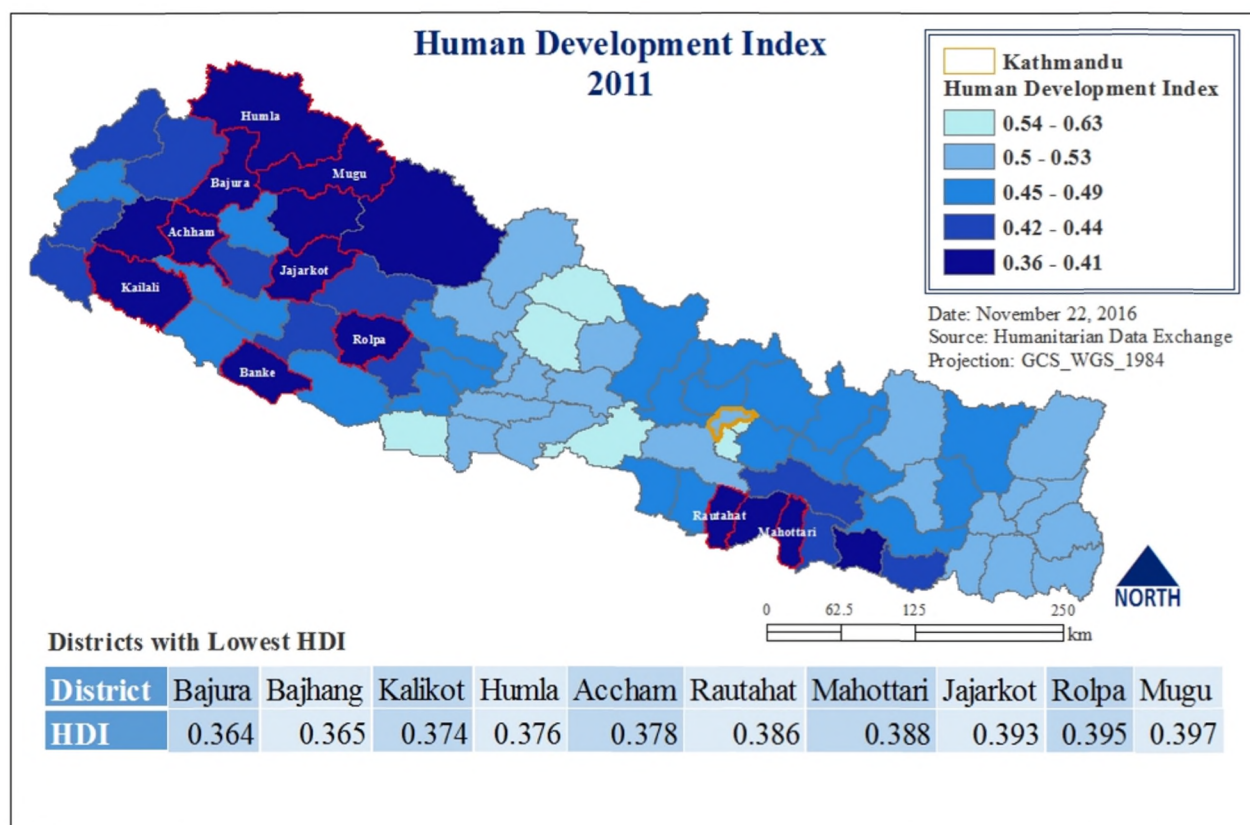 Human Development Index
2011
Kathmandu
Human Development Index
0.54 - 0.63
0.5 - 0.53
0.45 - 0.49
0.42 - 0.44
0.36 - 0.41
Date: November 22, 2016
Source: Humanitarian Data Exchange
Projection: GCS_WGS_1984
Humla
Mugu
Bajura
Achham
Jajarkot
Kailali
Rolpa
Banke
Rautahat
Mahottari
NORTH
0 62.5 125 250
km
Districts with Lowest HDI
District Bajura Bajhang Kalikot Humla Accham Rautahat Mahottari Jajarkot Rolpa Mugu
HDI 0.364 0.365 0.374 0.376 0.378 0.386 0.388 0.393 0.395 0.397